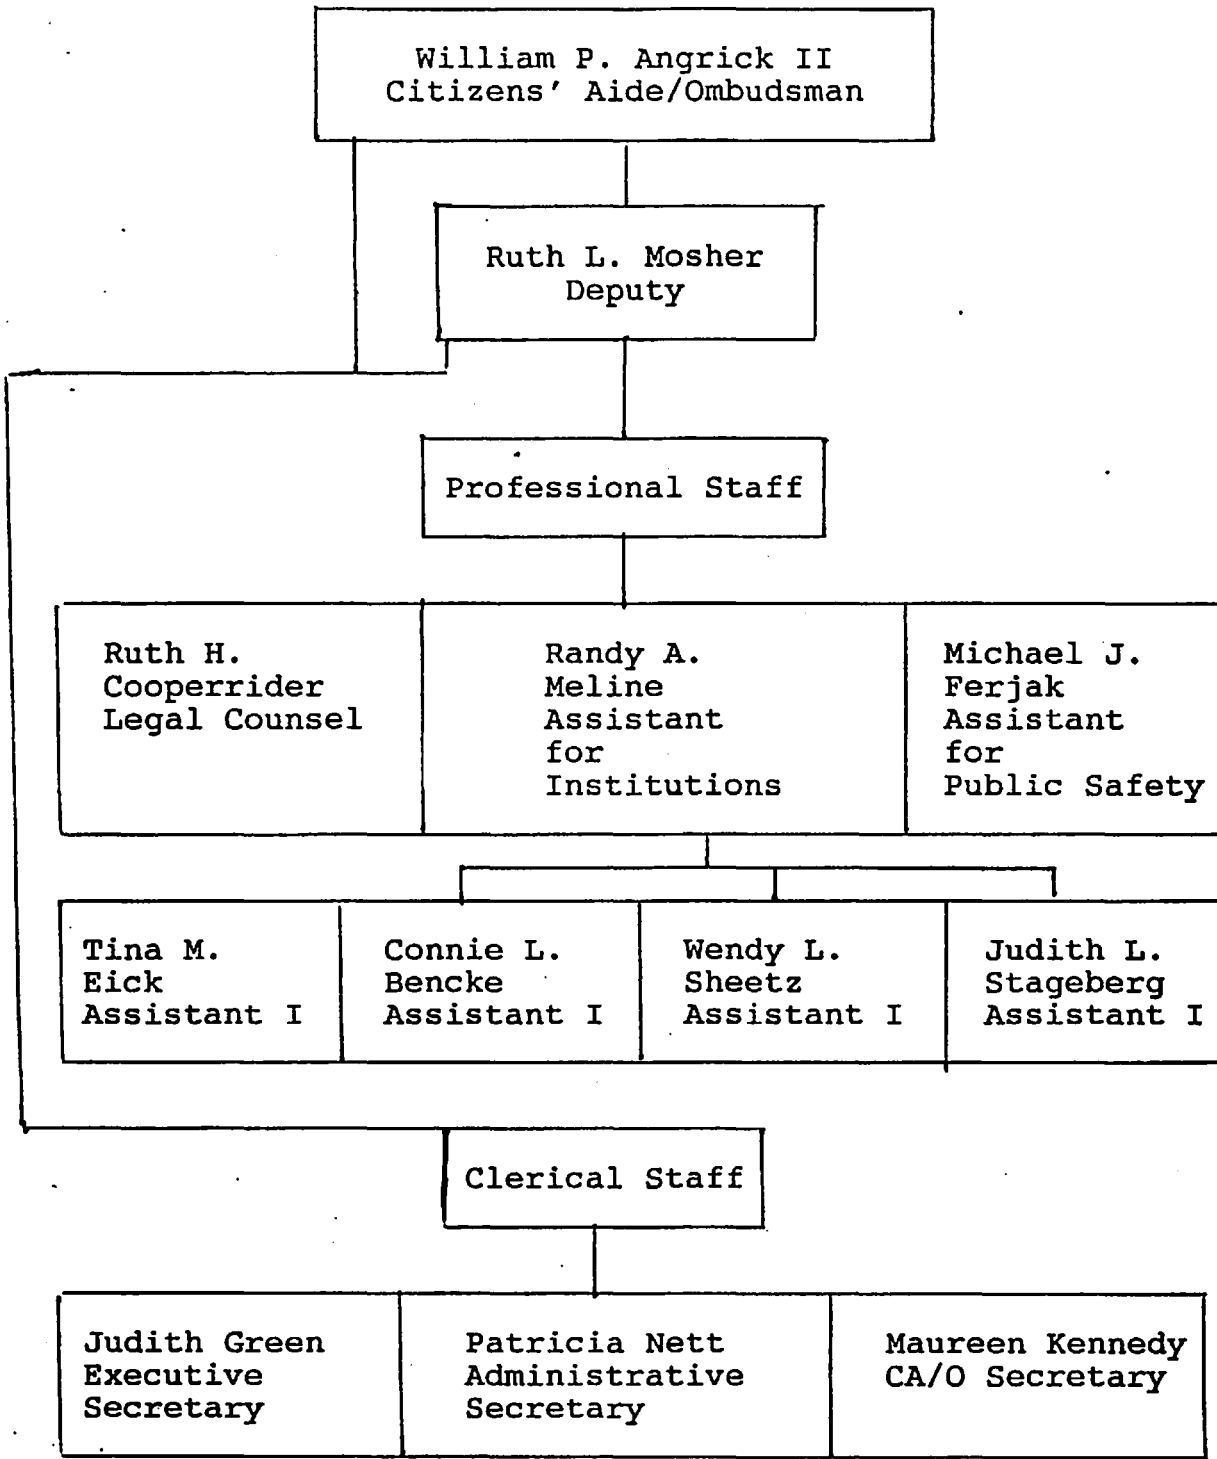 William P. Angrick II
Citizens' Aide/Ombudsman
Ruth L. Mosher
Deputy
Professional Staff
Ruth H.
Cooperrider
Legal Counsel
Randy A.
Meline
Assistant
for
Institutions
Michael J.
Ferjak
Assistant
for
Public Safety
Tina M.
Eick
Assistant I
Connie L.
Bencke
Assistant I
Wendy L.
Sheetz
Assistant I
Judith L.
Stageberg
Assistant I
Clerical Staff
Judith Green
Executive
Secretary
Patricia Nett
Administrative
Secretary
Maureen Kennedy
CA/O Secretary